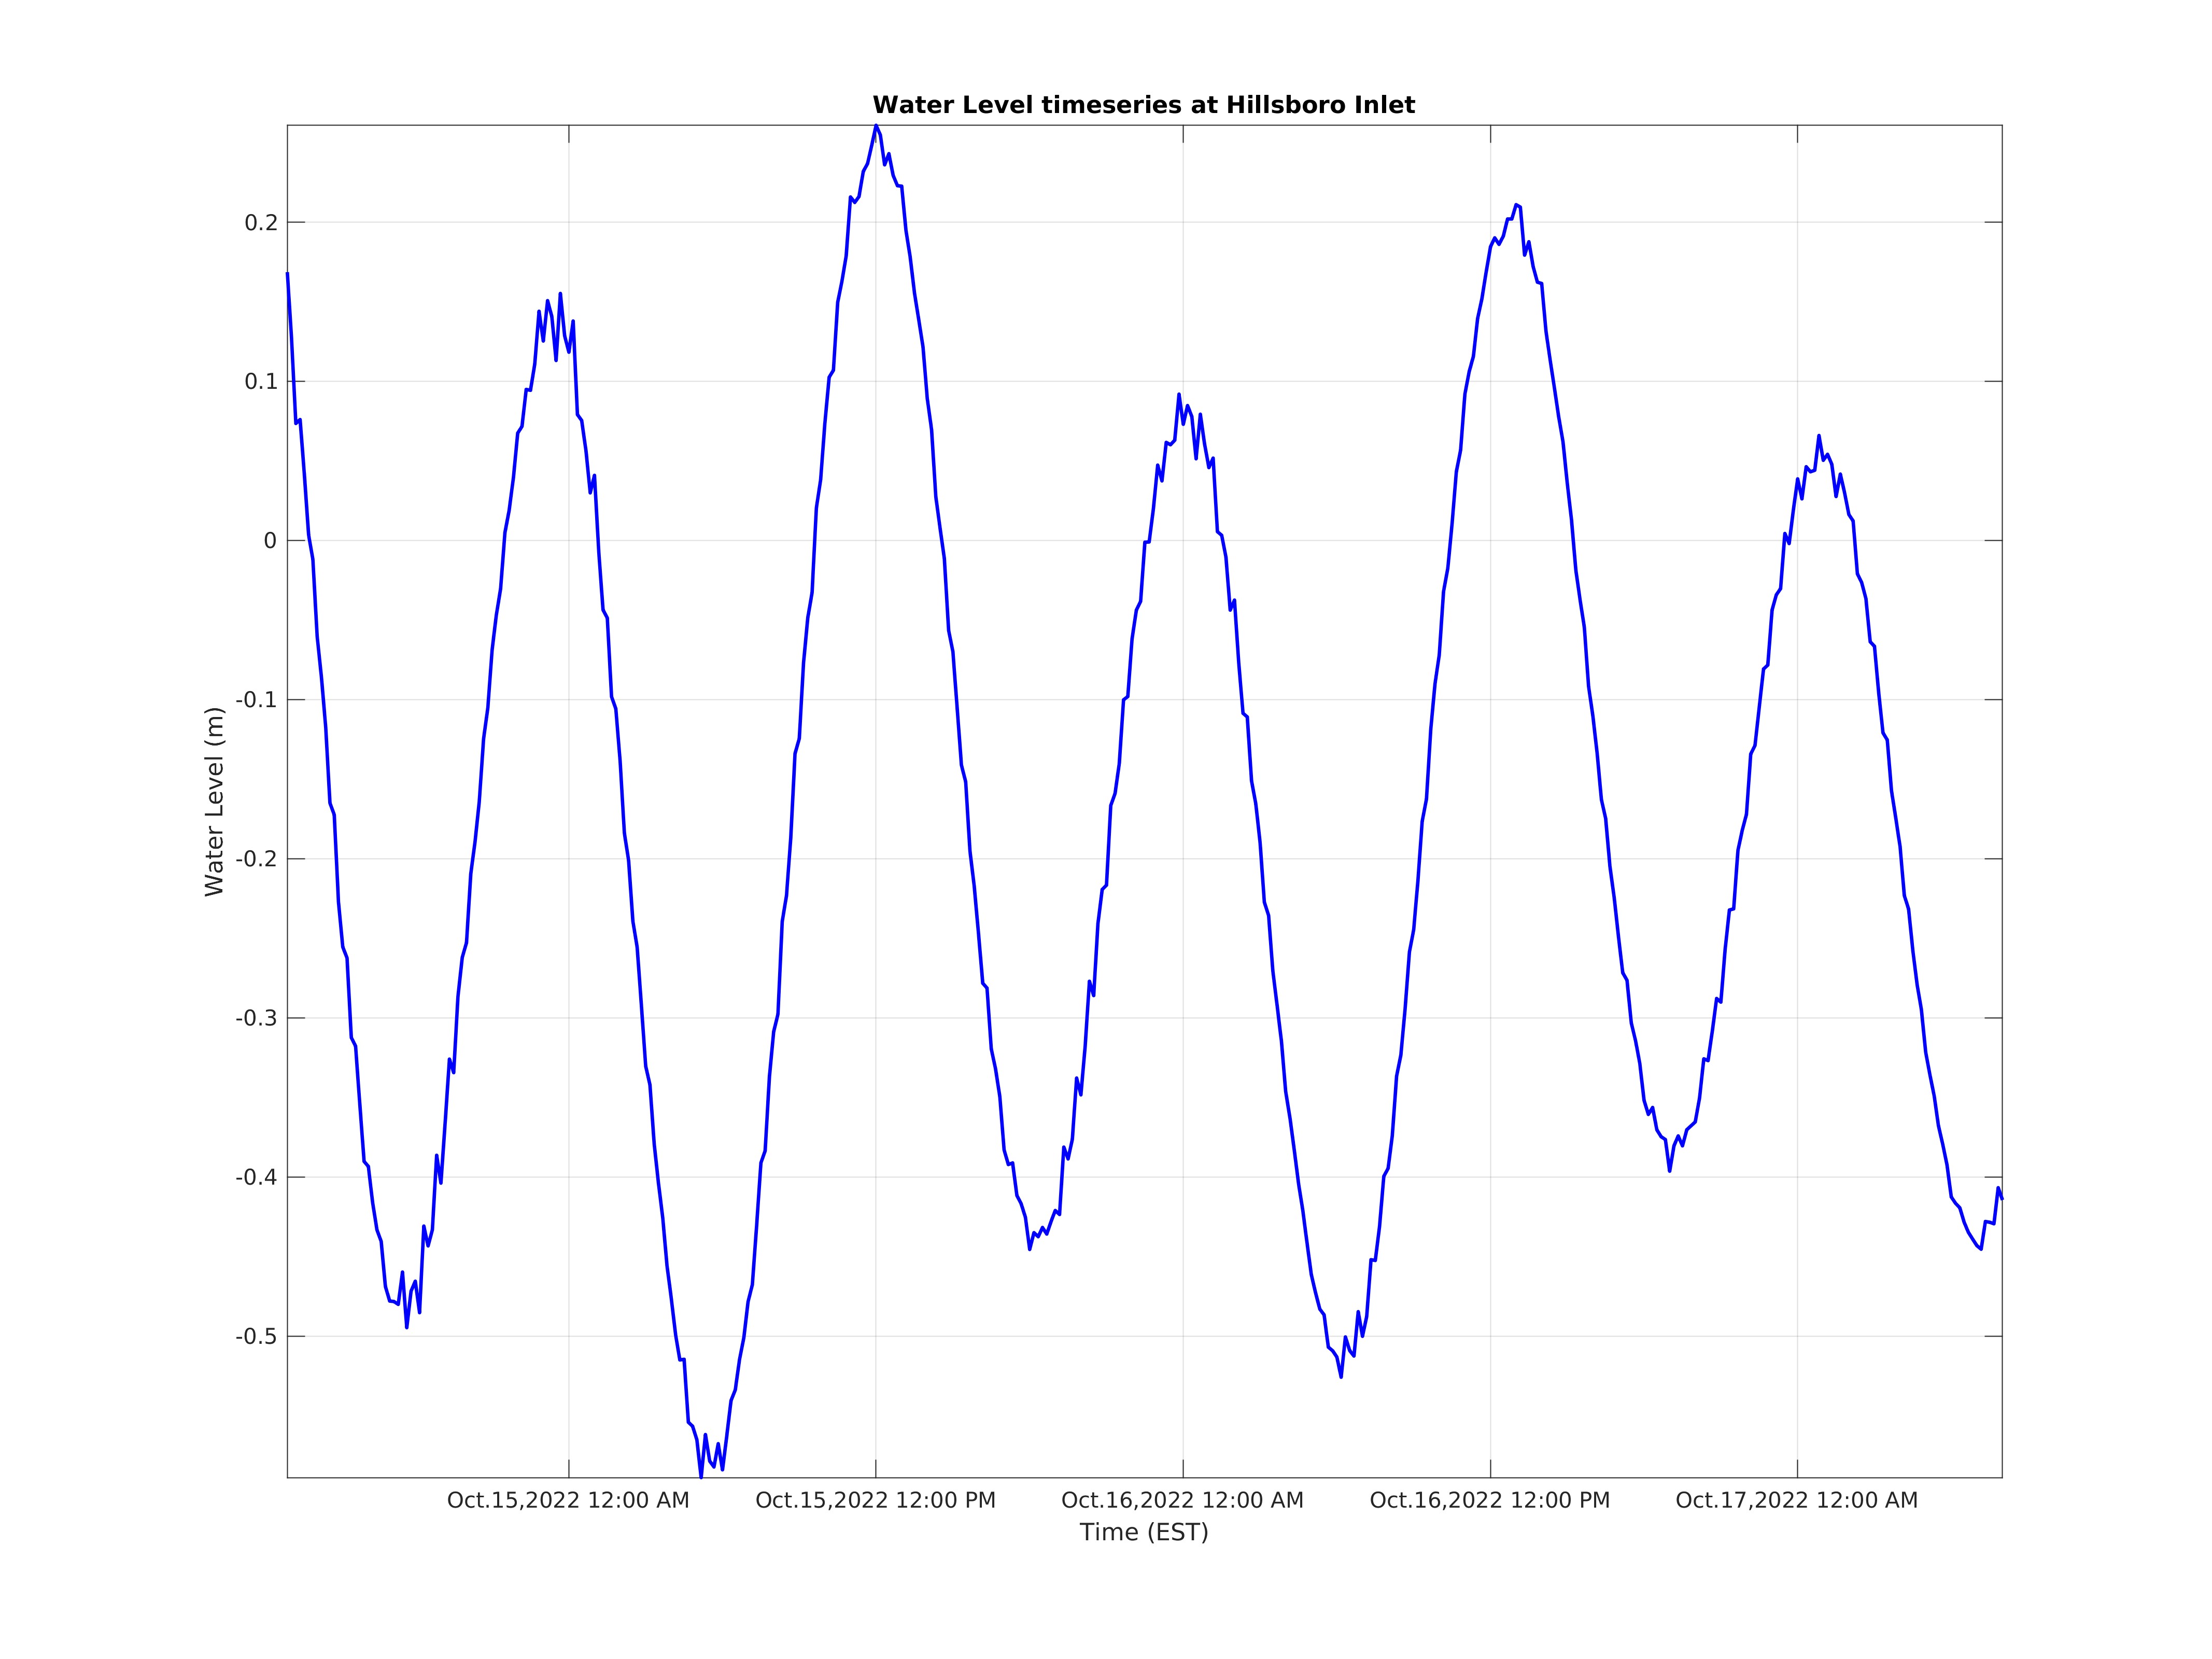 Water Level timeseries at Hillsboro Inlet
0.2
0.1
0
-0.1
-0.2
-0.3
-0.4
-0.5
Water Level (m)
Oct.15,2022 12:00 AM
Oct.15,2022 12:00 PM
Oct.16,2022 12:00 AM
Oct.16,2022 12:00 PM
Oct.17,2022 12:00 AM
Time (EST)